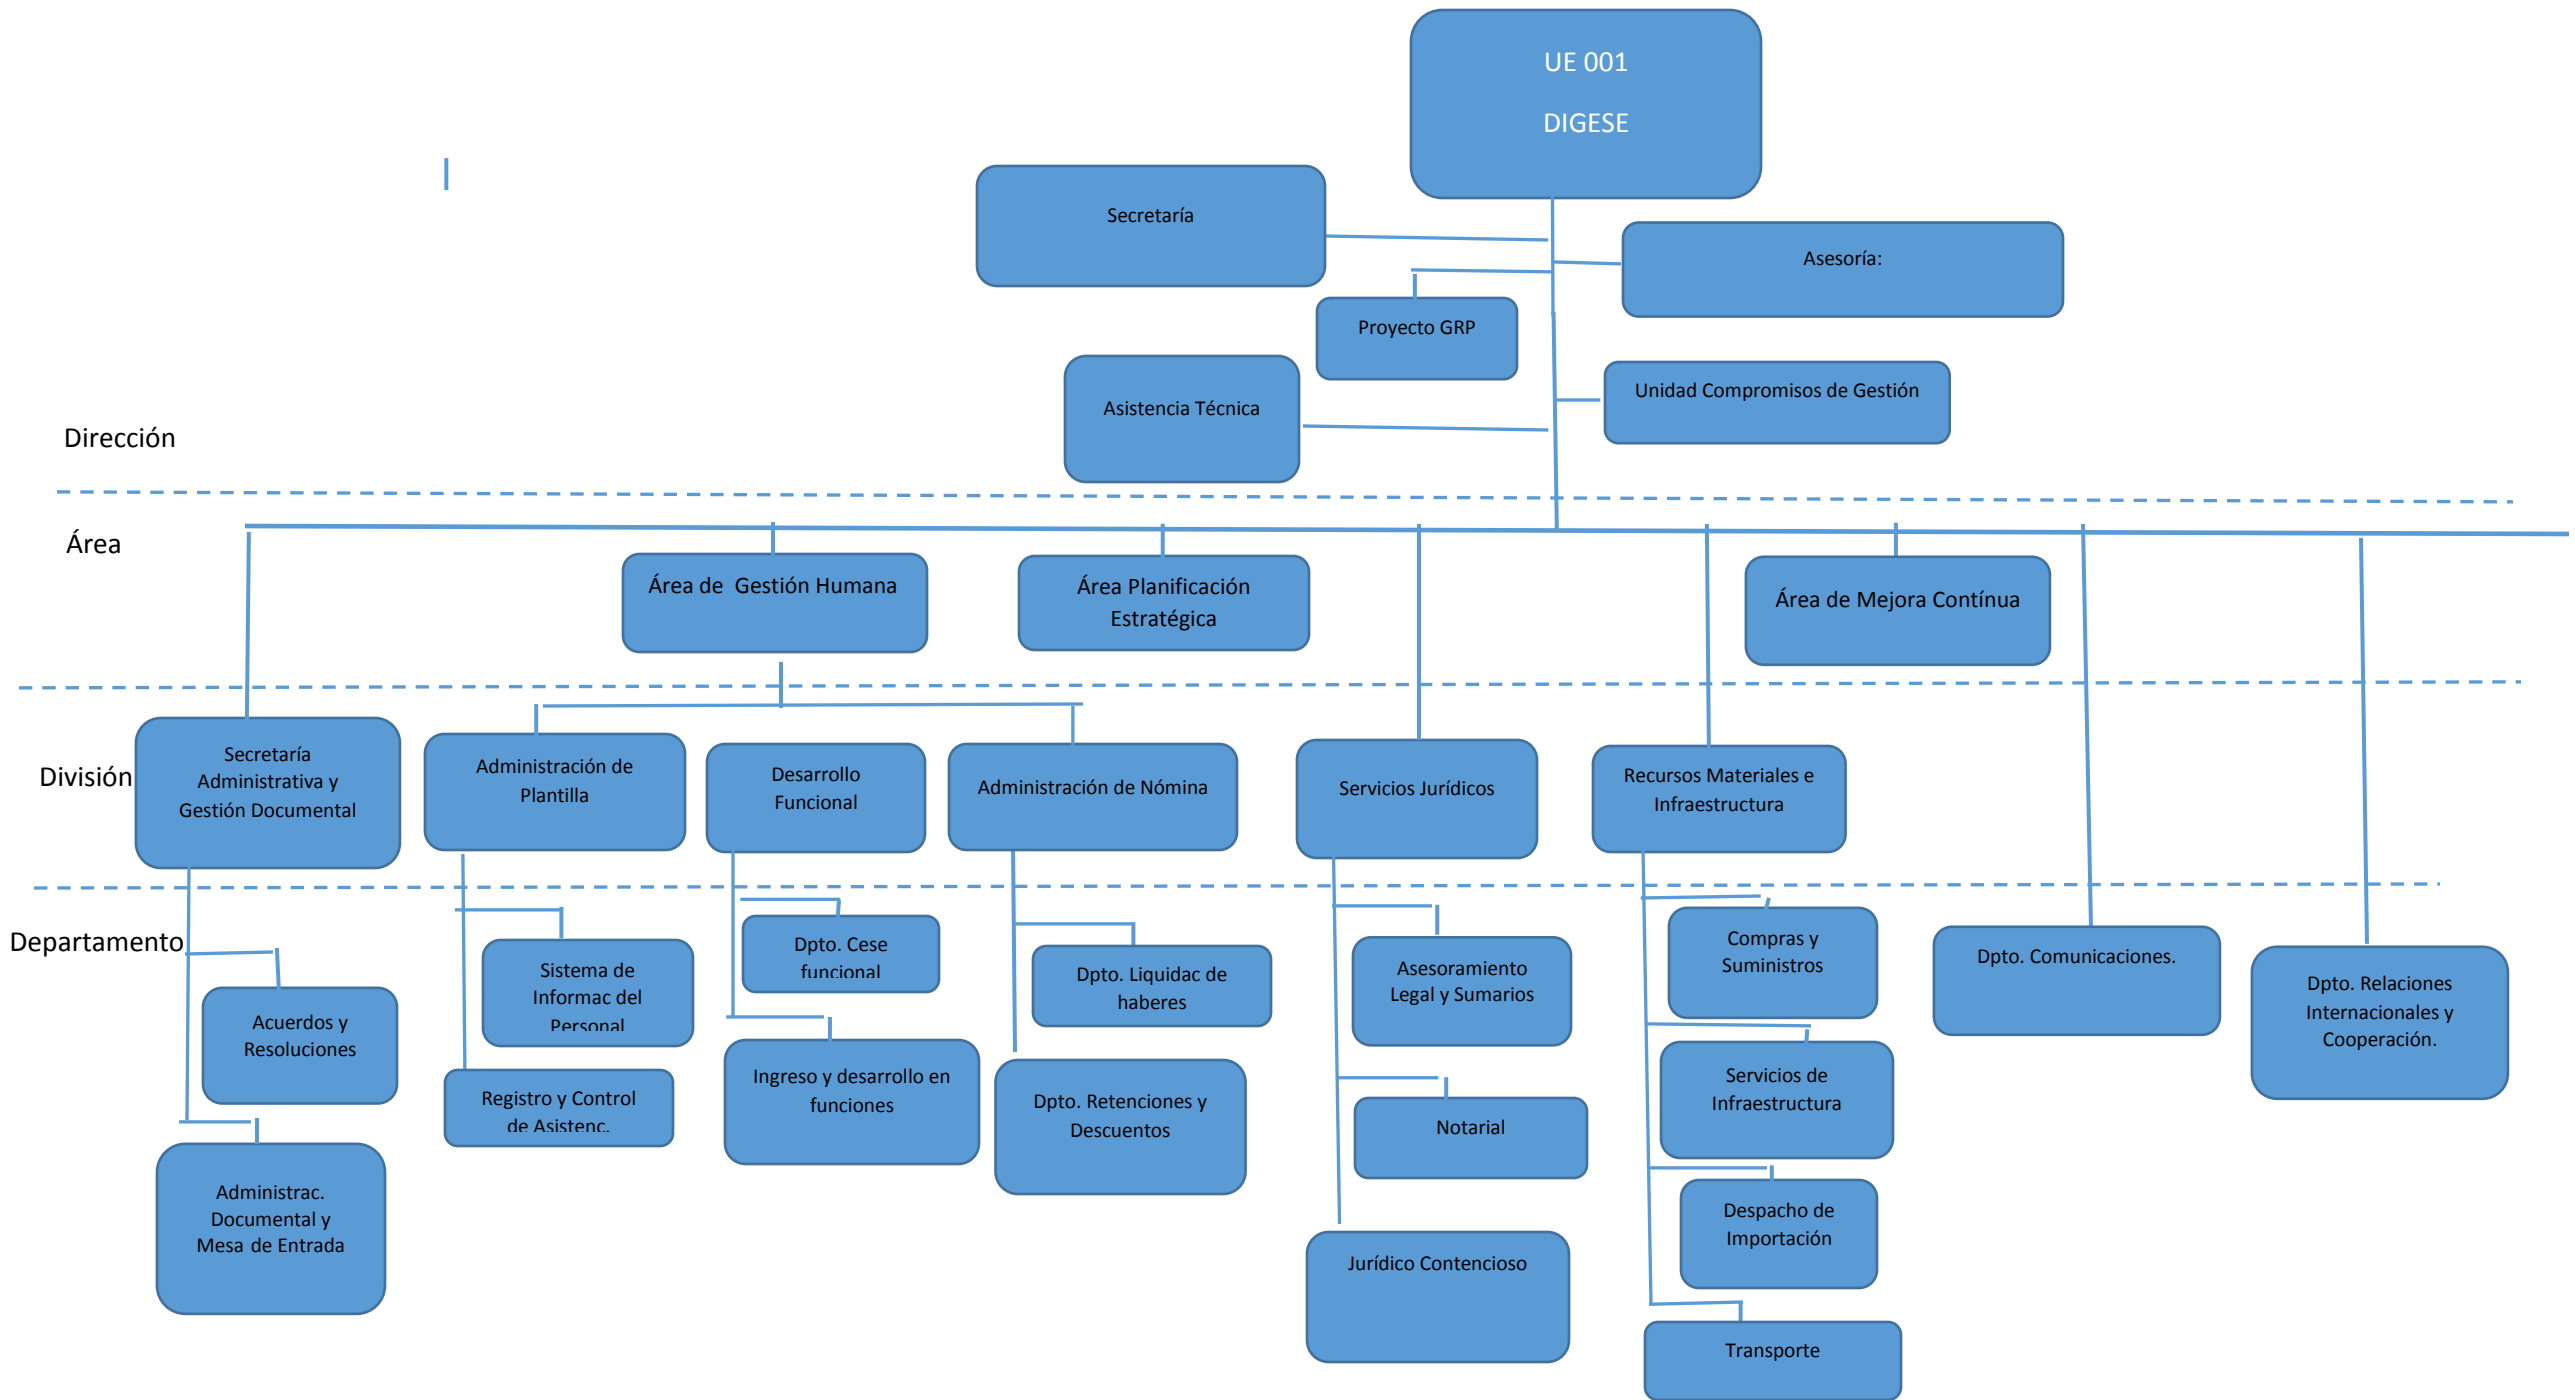 UE 001
DIGESE
Secretaría
Asesoría:
Proyecto GRP
Asistencia Técnica
Unidad Compromisos de Gestión
Dirección
Área
Área de  Gestión Humana
Área Planificación
Estratégica
Área de Mejora Contínua
División
Secretaría
Administrativa y
Gestión Documental
Administración de
Plantilla
Desarrollo
Funcional
Administración de Nómina
Servicios Jurídicos
Recursos Materiales e
Infraestructura
Departamento
Acuerdos y
Resoluciones
Administrac.
Documental y
Mesa de Entrada
Sistema de
Informac del
Personal
Registro y Control
de Asistenc.
Dpto. Cese
funcional
Ingreso y desarrollo en
funciones
Dpto. Liquidac de
haberes
Dpto. Retenciones y
Descuentos
Asesoramiento
Legal y Sumarios
Notarial
Jurídico Contencioso
Compras y
Suministros
Servicios de
Infraestructura
Despacho de
Importación
Transporte
Dpto. Comunicaciones.
Dpto. Relaciones
Internacionales y
Cooperación.